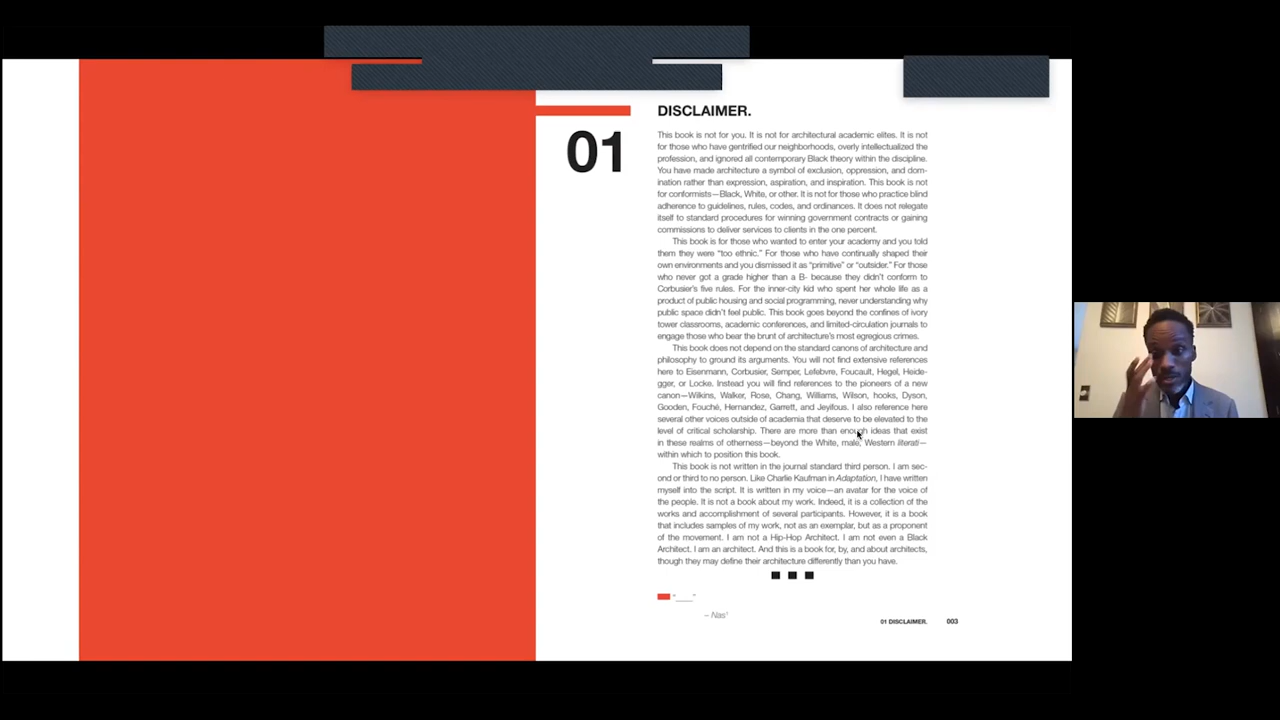 01
DISCLAIMER.
This book is not for you. It is not for architectural academic elites. It is not
for those who have gentrified our neighborhoods, overly intellectualized the
profession, and ignored all contemporary Black theory within the discipline.
You have made architecture a symbol of exclusion, oppression, and dom-
ination rather than expression, aspiration, and inspiration. This book is not
for conformists—Black, White, or other. It is not for those who practice blind
adherence to guidelines, rules, codes, and ordinances. It does not relegate
itself to standard procedures for winning government contracts or gaining
commissions to deliver services to clients in the one percent.
This book is for those who wanted to enter your academy and you told
them they were “too ethnic.” For those who have continually shaped their
own environments and you dismissed it as “primitive” or “outsider.” For those
who never got a grade higher than a B- because they didn’t conform to
Corbusier’s five rules. For the inner-city kid who spent her whole life as a
product of public housing and social programming, never understanding why
public space didn’t feel public. This book goes beyond the confines of ivory
tower classrooms, academic conferences, and limited-circulation journals to
engage those who bear the brunt of architecture’s most egregious crimes.
This book does not depend on the standard canons of architecture and
philosophy to ground its arguments. You will not find extensive references
here to Eisenmann, Corbusier, Semper, Lefebvre, Foucault, Hegel, Heide-
gger, or Locke. Instead you will find references to the pioneers of a new
canon—Wilkins, Walker, Rose, Chang, Williams, Wilson, hooks, Dyson,
Gooden, Fouché, Hernandez, Garrett, and Jeyifous. I also reference here
several other voices outside of academia that deserve to be elevated to the
level of critical scholarship. There are more than enough ideas that exist
in these realms of otherness—beyond the White, male, Western literati—
within which to position this book.
This book is not written in the journal standard third person. I am sec-
ond or third to no person. Like Charlie Kaufman in Adaptation, I have written
myself into the script. It is written in my voice—an avatar for the voice of
the people. It is not a book about my work. Indeed, it is a collection of the
works and accomplishment of several participants. However, it is a book
that includes samples of my work, not as an exemplar, but as a proponent
of the movement. I am not a Hip-Hop Architect. I am not even a Black
Architect. I am an architect. And this is a book for, by, and about architects,
though they may define their architecture differently than you have.
“____”
– Nas¹
01 DISCLAIMER. 003